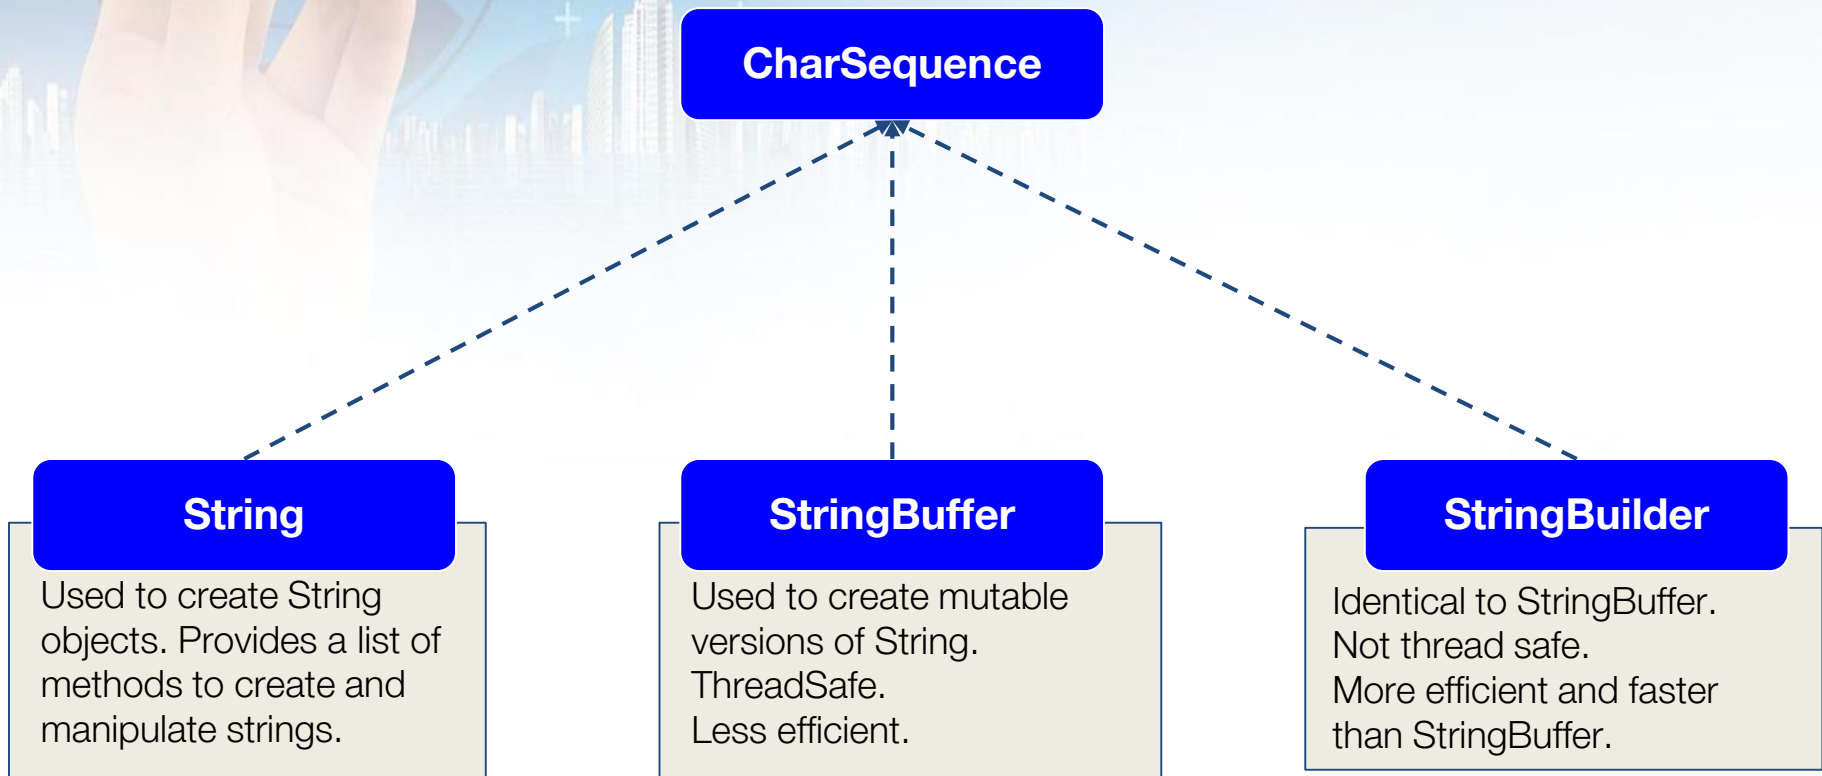 CharSequence
String
Used to create String
objects. Provides a list of
methods to create and
manipulate strings.
StringBuffer
Used to create mutable
versions of String.
ThreadSafe.
Less efficient.
StringBuilder
Identical to StringBuffer.
Not thread safe.
More efficient and faster
than StringBuffer.